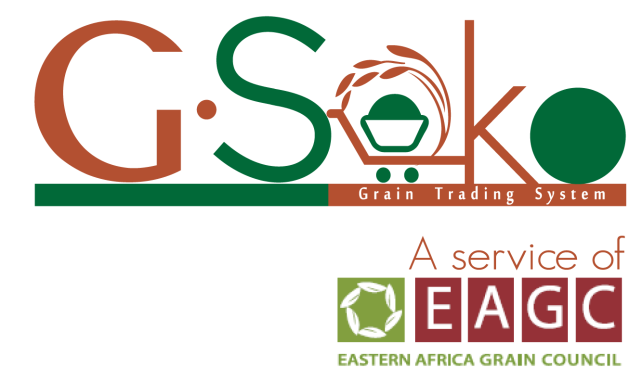 G·Soko
Grain Trading System
A service of
EAGC
EASTERN AFRICA GRAIN COUNCIL